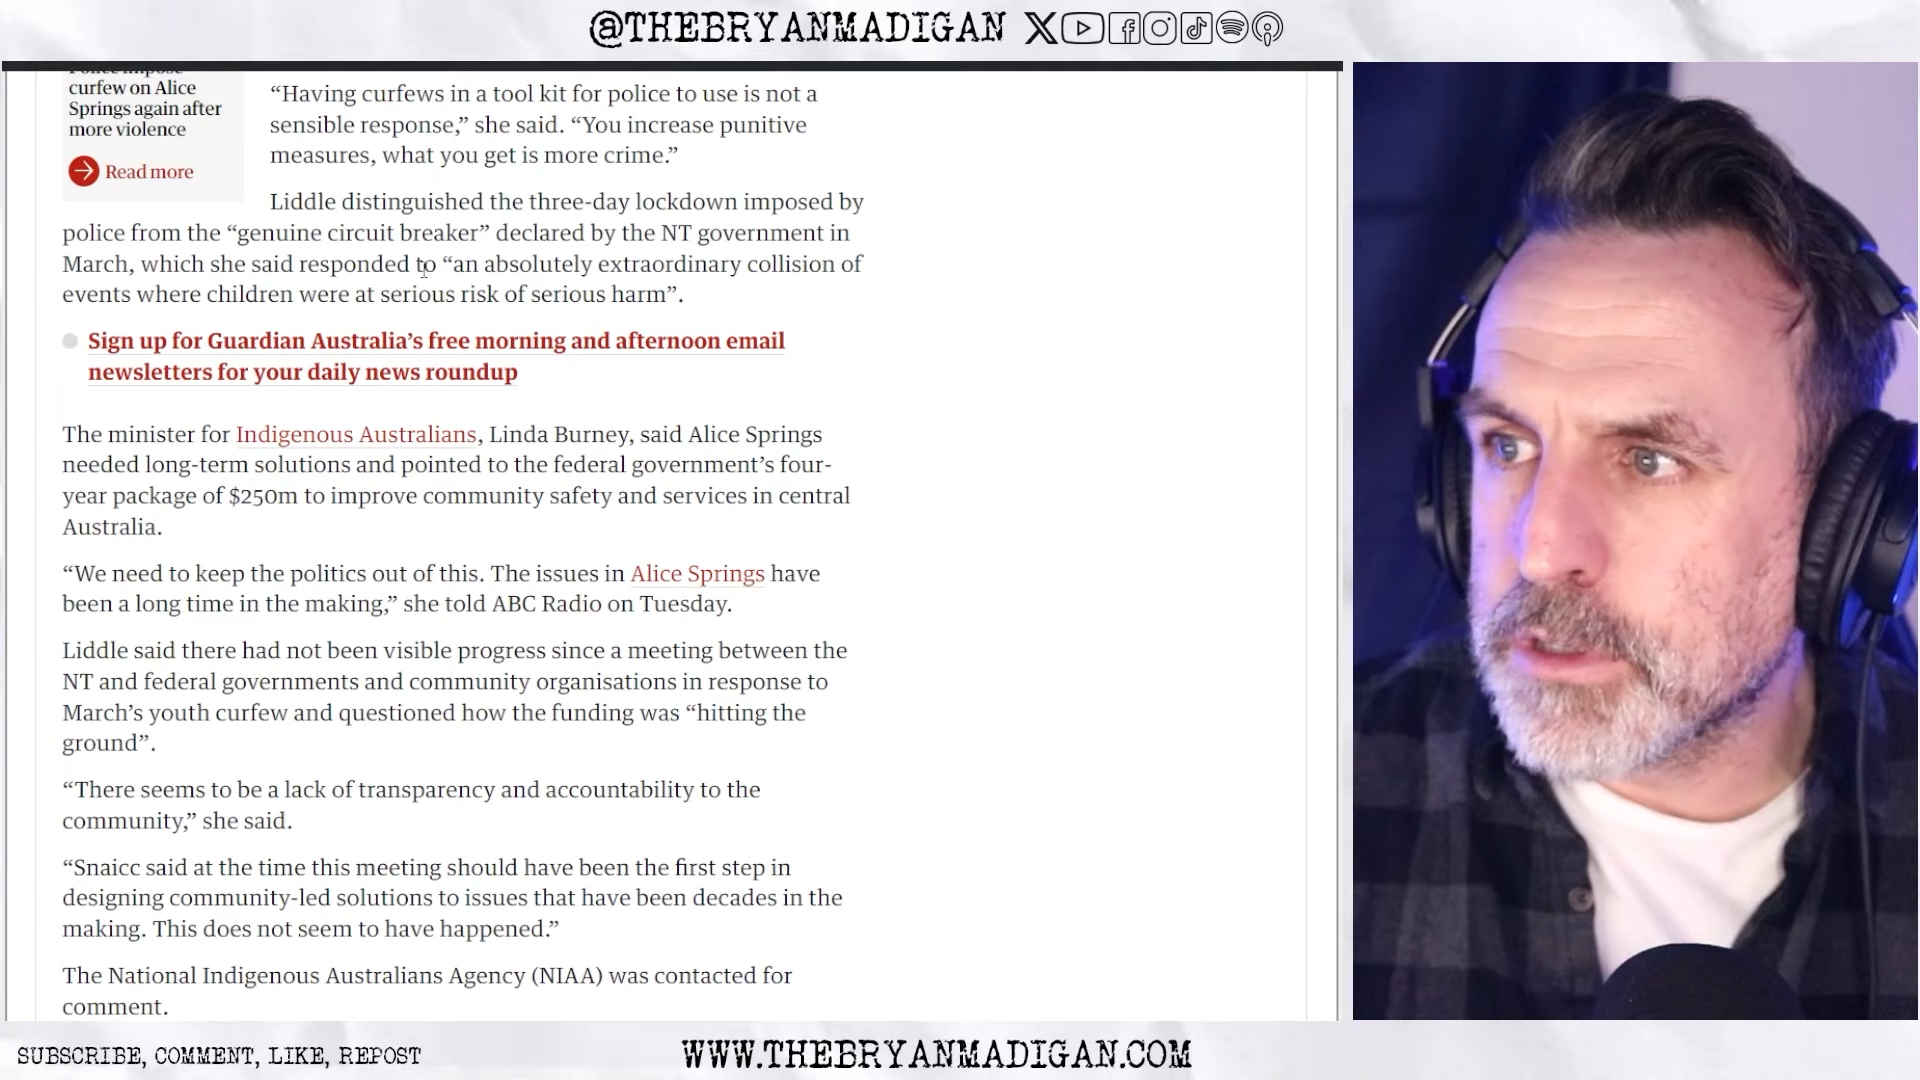 @THEBRYANMADIGAN
Police impose
curfew on Alice
Springs again after
more violence
Read more
“Having curfews in a tool kit for police to use is not a
sensible response,” she said. “You increase punitive
measures, what you get is more crime.”
Liddle distinguished the three-day lockdown imposed by
police from the “genuine circuit breaker” declared by the NT government in
March, which she said responded to “an absolutely extraordinary collision of
events where children were at serious risk of serious harm”.
Sign up for Guardian Australia’s free morning and afternoon email
newsletters for your daily news roundup
The minister for Indigenous Australians, Linda Burney, said Alice Springs
needed long-term solutions and pointed to the federal government’s four-
year package of $250m to improve community safety and services in central
Australia.
“We need to keep the politics out of this. The issues in Alice Springs have
been a long time in the making,” she told ABC Radio on Tuesday.
Liddle said there had not been visible progress since a meeting between the
NT and federal governments and community organisations in response to
March’s youth curfew and questioned how the funding was “hitting the
ground”.
“There seems to be a lack of transparency and accountability to the
community,” she said.
“Snaicc said at the time this meeting should have been the first step in
designing community-led solutions to issues that have been decades in the
making. This does not seem to have happened.”
The National Indigenous Australians Agency (NIAA) was contacted for
comment.
SUBSCRIBE, COMMENT, LIKE, REPOST
WWW.THEBRYANMADIGAN.COM